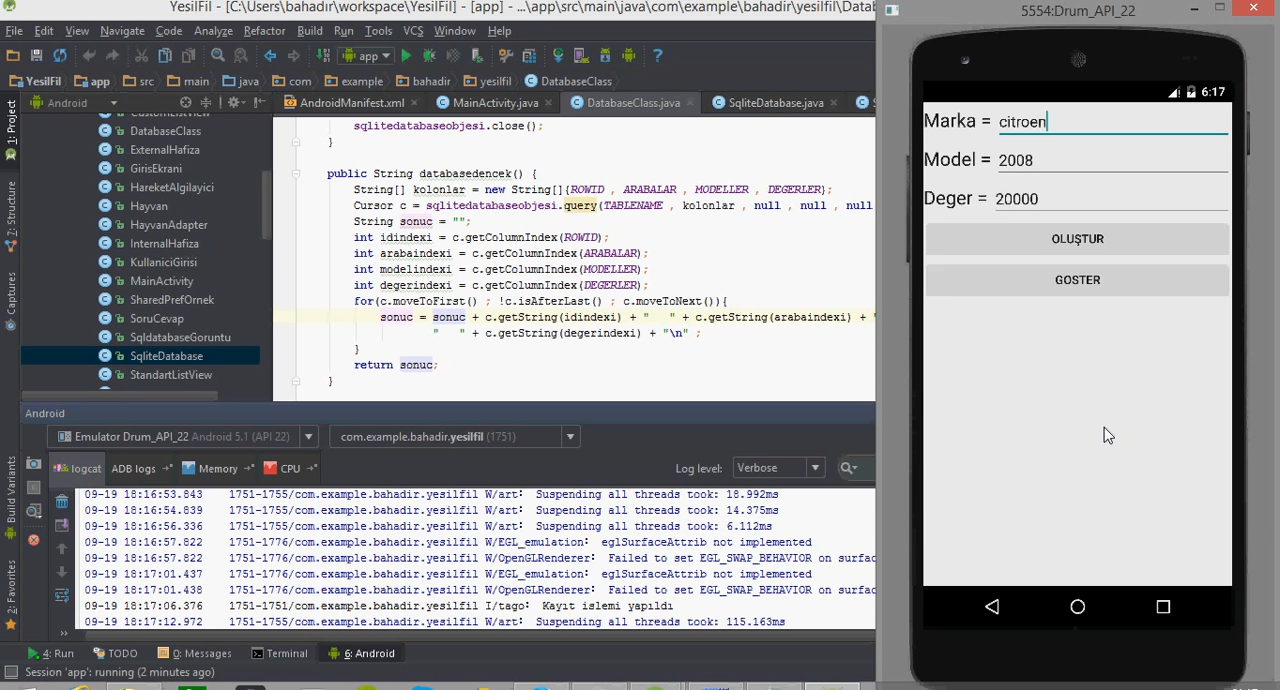 YesilFil - [C:\Users\bahadır\workspace\YesilFil] - [app] - ...\app\src\main\java\com\example\bahadir\yesilfil\Datab
File Edit View Navigate Code Analyze Refactor Build Run Tools VCS Window Help
app
YesilFil app src main java com example bahadir yesilfil DatabaseClass
1: Project
Z: Structure
Captures
Build Variants
2: Favorites
Android
CustomListView
DatabaseClass
ExternalHafiza
GirisEkrani
HareketAlgilayici
Hayvan
HayvanAdapter
InternalHafiza
KullaniciGirisi
MainActivity
SharedPrefOrnek
SoruCevap
SqldatabaseGoruntu
SqliteDatabase
StandartListView
AndroidManifest.xml MainActivity.java DatabaseClass.java SqliteDatabase.java
sqlitedatabaseobjesi.close();
}
public String databasedencek() {
String[] kolonlar = new String[]{ROWID , ARABALAR , MODELLER , DEGERLER};
Cursor c = sqlitedatabaseobjesi.query(TABLENAME , kolonlar , null , null , null
String sonuc = "";
int idindexi = c.getColumnIndex(ROWID);
int arabaindexi = c.getColumnIndex(ARABALAR);
int modelindexi = c.getColumnIndex(MODELLER);
int degerindexi = c.getColumnIndex(DEGERLER);
for(c.moveToFirst() ; !c.isAfterLast() ; c.moveToNext()){
sonuc = sonuc + c.getString(idindexi) + "   " + c.getString(arabaindexi) + "
"   " + c.getString(degerindexi) + "\n" ;
}
return sonuc;
}
Android
Emulator Drum_API_22 Android 5.1 (API 22) com.example.bahadir.yesilfil (1751)
logcat ADB logs Memory CPU Log level: Verbose
09-19 18:16:53.843 1751-1755/com.example.bahadir.yesilfil W/art: Suspending all threads took: 18.992ms
09-19 18:16:54.839 1751-1755/com.example.bahadir.yesilfil W/art: Suspending all threads took: 14.375ms
09-19 18:16:56.336 1751-1755/com.example.bahadir.yesilfil W/art: Suspending all threads took: 6.112ms
09-19 18:16:57.822 1751-1776/com.example.bahadir.yesilfil W/EGL_emulation: eglSurfaceAttrib not implemented
09-19 18:16:57.822 1751-1776/com.example.bahadir.yesilfil W/OpenGLRenderer: Failed to set EGL_SWAP_BEHAVIOR on surfac
09-19 18:17:01.437 1751-1776/com.example.bahadir.yesilfil W/EGL_emulation: eglSurfaceAttrib not implemented
09-19 18:17:01.438 1751-1776/com.example.bahadir.yesilfil W/OpenGLRenderer: Failed to set EGL_SWAP_BEHAVIOR on surfac
09-19 18:17:06.376 1751-1751/com.example.bahadir.yesilfil I/tago: Kayıt islemi yapıldı
09-19 18:17:12.972 1751-1755/com.example.bahadir.yesilfil W/art: Suspending all threads took: 115.163ms
4: Run TODO 0: Messages Terminal 6: Android
Session 'app': running (2 minutes ago)
5554:Drum_API_22
6:17
Marka = citroen
Model = 2008
Deger = 20000
OLUŞTUR
GOSTER